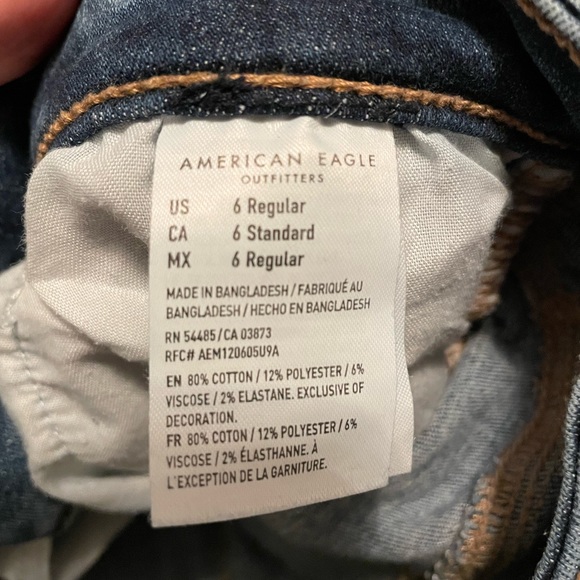 AMERICAN EAGLE
OUTFITTERS
US 6 Regular
CA 6 Standard
MX 6 Regular
MADE IN BANGLADESH / FABRIQUÉ AU
BANGLADESH / HECHO EN BANGLADESH
RN 54485 / CA 03873
RFC# AEM120605U9A
EN 80% COTTON / 12% POLYESTER / 6%
VISCOSE / 2% ELASTANE. EXCLUSIVE OF
DECORATION.
FR 80% COTON / 12% POLYESTER / 6%
VISCOSE / 2% ÉLASTHANNE. À
L'EXCEPTION DE LA GARNITURE.